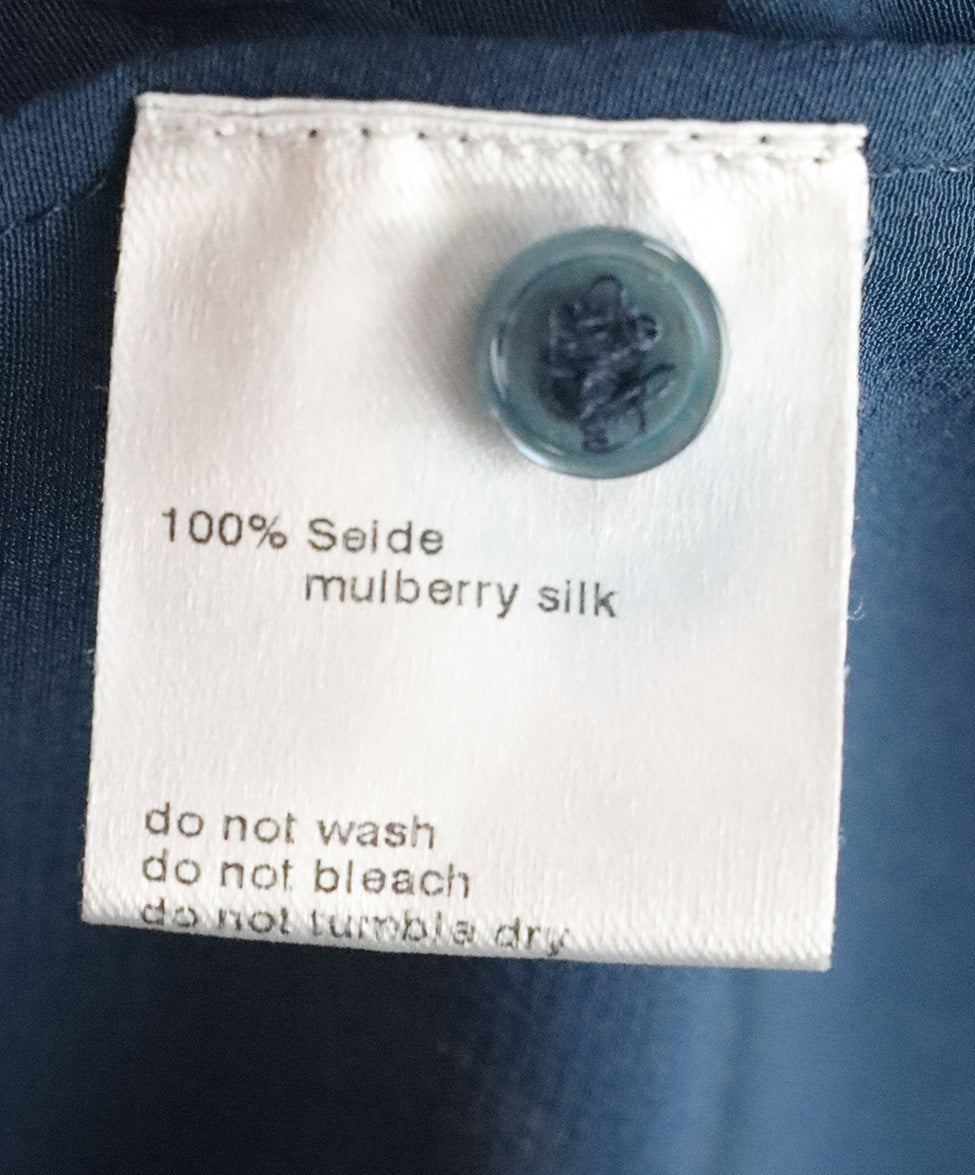 100% Seide
mulberry silk
do not wash
do not bleach
do not tumble dry